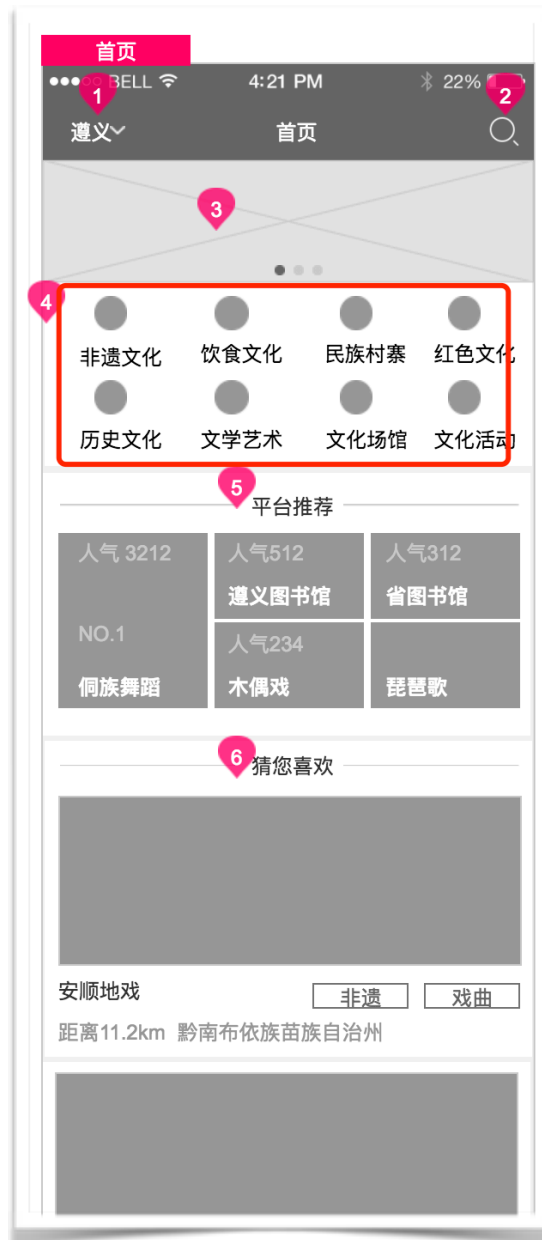 首页
BELL 4:21 PM 22%
1 2
遵义 首页
3
4
非遗文化 饮食文化 民族村寨 红色文化
历史文化 文学艺术 文化场馆 文化活动
5
平台推荐
人气 3212 人气512 人气312
遵义图书馆 省图书馆
NO.1 人气234
侗族舞蹈 木偶戏 琵琶歌
6 猜您喜欢
安顺地戏 非遗 戏曲
距离11.2km 黔南布依族苗族自治州